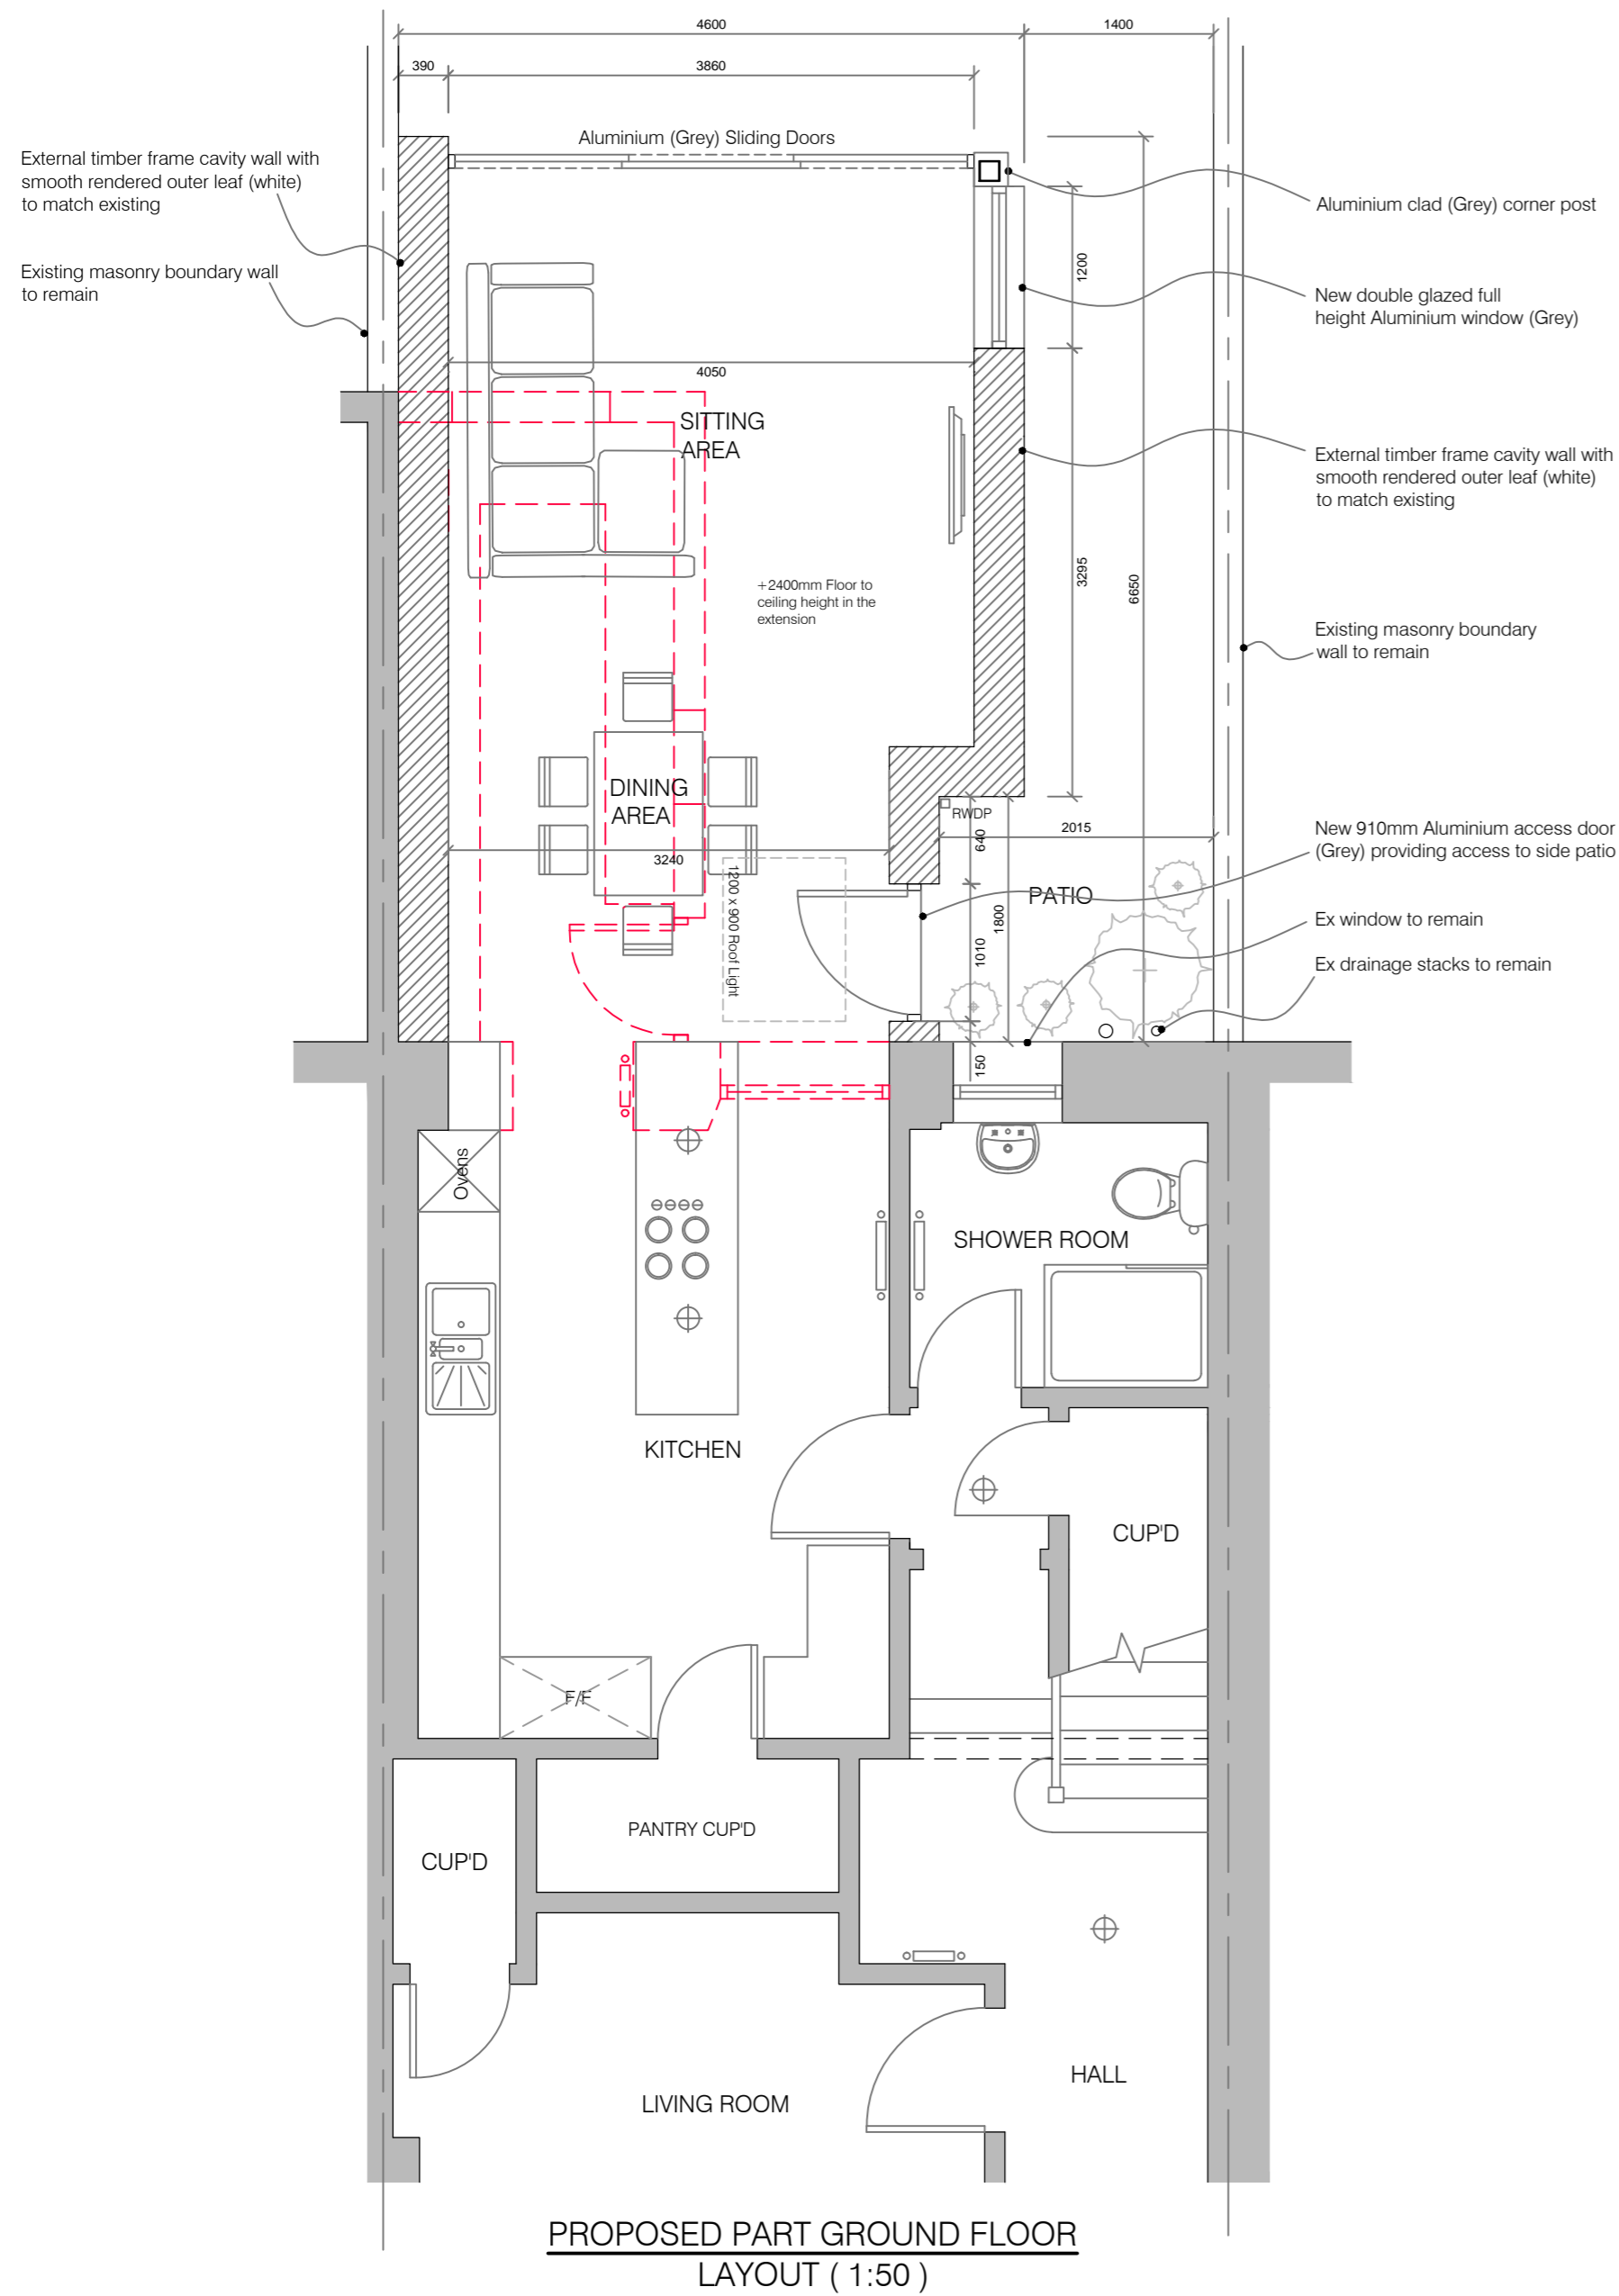 4600
1400
390
3860
Aluminium (Grey) Sliding Doors
External timber frame cavity wall with
smooth rendered outer leaf (white)
to match existing
Existing masonry boundary wall
to remain
Aluminium clad (Grey) corner post
1200
New double glazed full
height Aluminium window (Grey)
4050
SITTING
AREA
External timber frame cavity wall with
smooth rendered outer leaf (white)
to match existing
3295
6650
+2400mm Floor to
ceiling height in the
extension
Existing masonry boundary
wall to remain
DINING
AREA
RWDP
640
2015
3240
New 910mm Aluminium access door
(Grey) providing access to side patio
1200 x 900 Roof Light
PATIO
1800
1010
Ex window to remain
Ex drainage stacks to remain
150
Ovens
SHOWER ROOM
KITCHEN
CUP'D
F/F
PANTRY CUP'D
CUP'D
HALL
LIVING ROOM
PROPOSED PART GROUND FLOOR
LAYOUT ( 1:50 )